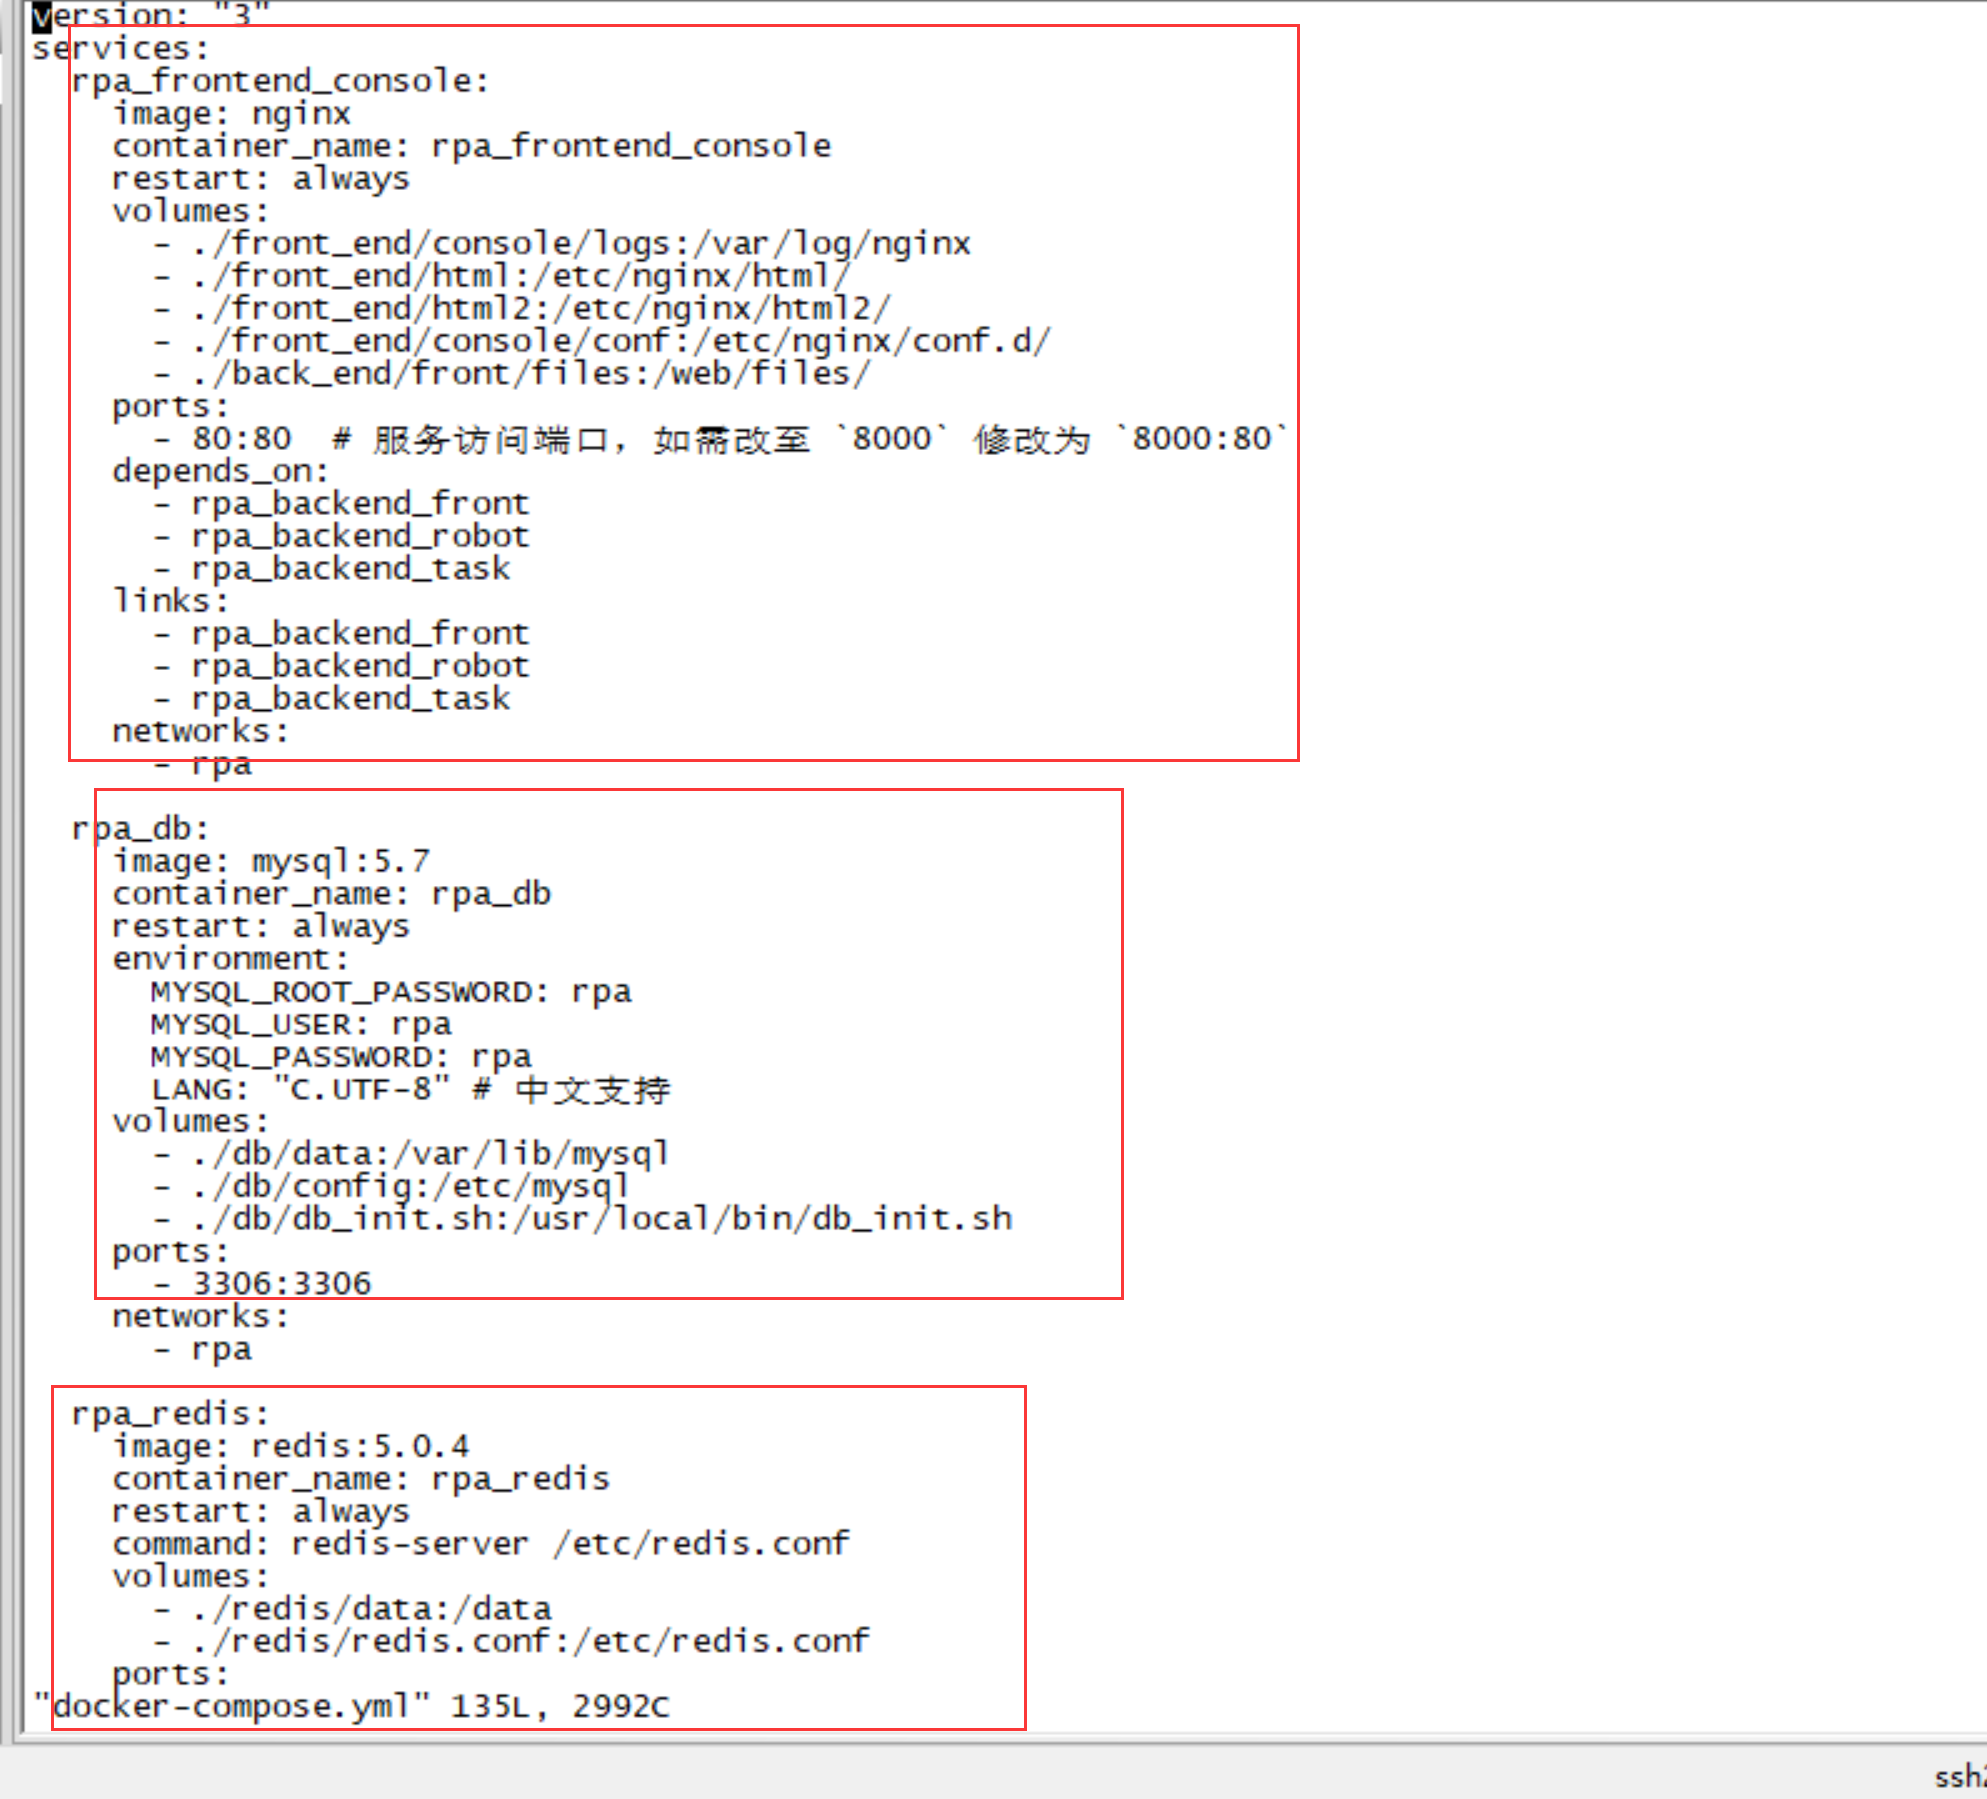 version: "3"
services:
  rpa_frontend_console:
    image: nginx
    container_name: rpa_frontend_console
    restart: always
    volumes:
      - ./front_end/console/logs:/var/log/nginx
      - ./front_end/html:/etc/nginx/html/
      - ./front_end/html2:/etc/nginx/html2/
      - ./front_end/console/conf:/etc/nginx/conf.d/
      - ./back_end/front/files:/web/files/
    ports:
      - 80:80  # 服务访问端口，如需改至 `8000` 修改为 `8000:80`
    depends_on:
      - rpa_backend_front
      - rpa_backend_robot
      - rpa_backend_task
    links:
      - rpa_backend_front
      - rpa_backend_robot
      - rpa_backend_task
    networks:
      - rpa
  rpa_db:
    image: mysql:5.7
    container_name: rpa_db
    restart: always
    environment:
      MYSQL_ROOT_PASSWORD: rpa
      MYSQL_USER: rpa
      MYSQL_PASSWORD: rpa
      LANG: "C.UTF-8" # 中文支持
    volumes:
      - ./db/data:/var/lib/mysql
      - ./db/config:/etc/mysql
      - ./db/db_init.sh:/usr/local/bin/db_init.sh
    ports:
      - 3306:3306
    networks:
      - rpa
  rpa_redis:
    image: redis:5.0.4
    container_name: rpa_redis
    restart: always
    command: redis-server /etc/redis.conf
    volumes:
      - ./redis/data:/data
      - ./redis/redis.conf:/etc/redis.conf
    ports:
"docker-compose.yml" 135L, 2992C
ssh2